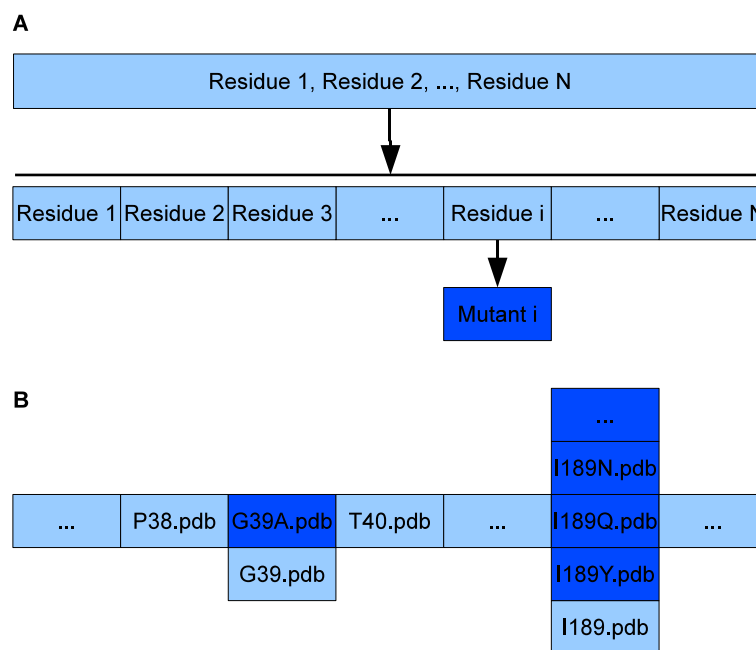 A
Residue 1, Residue 2, ..., Residue N
Residue 1 Residue 2 Residue 3 ... Residue i ... Residue N
Mutant i
B
...
I189N.pdb
... P38.pdb G39A.pdb T40.pdb ... I189Q.pdb ...
G39.pdb I189Y.pdb
I189.pdb